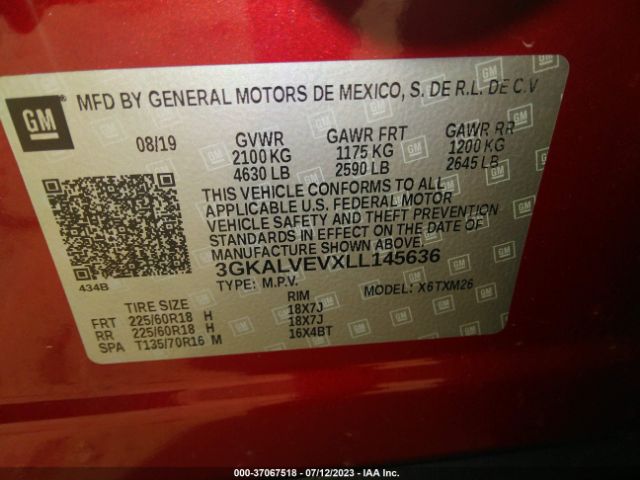 GM
MFD BY GENERAL MOTORS DE MEXICO, S. DE R.L. DE C.V
08/19 GVWR GAWR FRT GAWR RR
2100 KG 1175 KG 1200 KG
4630 LB 2590 LB 2645 LB
THIS VEHICLE CONFORMS TO ALL
APPLICABLE U.S. FEDERAL MOTOR
VEHICLE SAFETY AND THEFT PREVENTION
STANDARDS IN EFFECT ON THE DATE OF
MANUFACTURE SHOWN ABOVE.
434B
3GKALVEVXLL145636
TYPE: M.P.V. MODEL: X6TXM26
TIRE SIZE RIM
FRT 225/60R18 H 18X7J
RR 225/60R18 H 18X7J
SPA T135/70R16 M 16X4BT
000-37067518 - 07/12/2023 - IAA Inc.